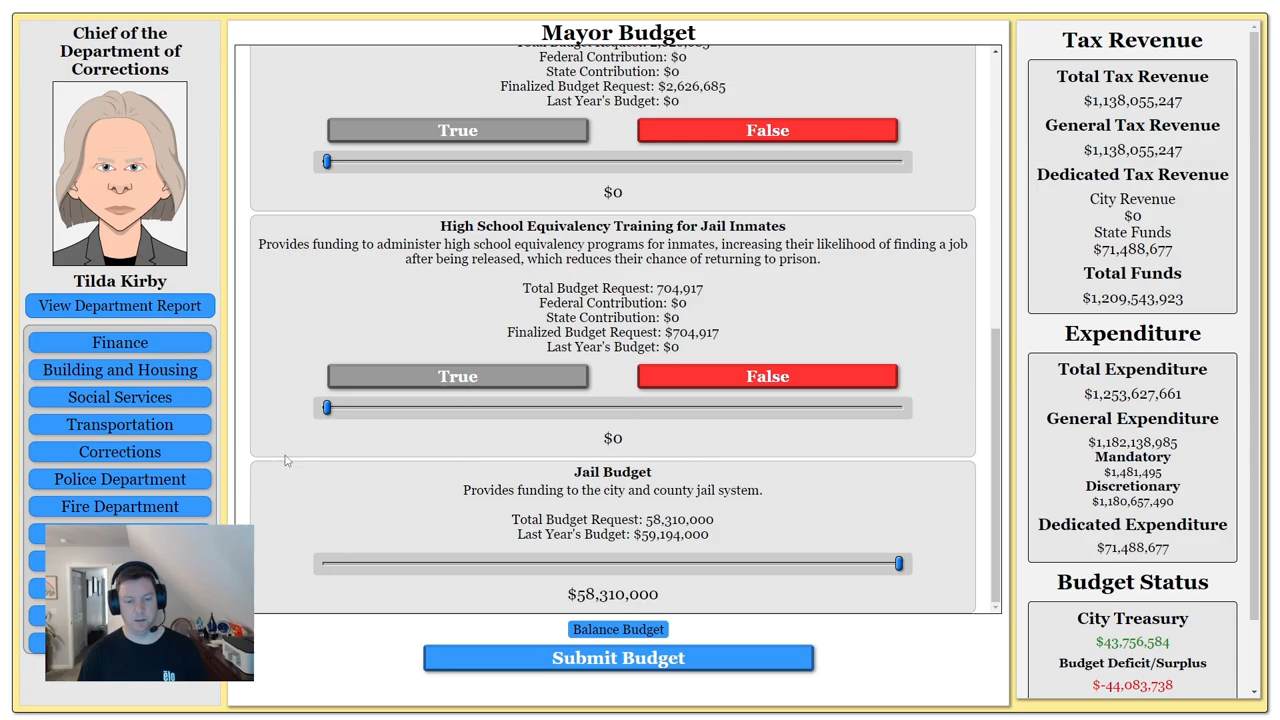 Chief of the
Department of
Corrections
Tilda Kirby
View Department Report
Finance
Building and Housing
Social Services
Transportation
Corrections
Police Department
Fire Department
Mayor Budget
Federal Contribution: $0
State Contribution: $0
Finalized Budget Request: $2,626,685
Last Year's Budget: $0
True
False
$0
High School Equivalency Training for Jail Inmates
Provides funding to administer high school equivalency programs for inmates, increasing their likelihood of finding a job
after being released, which reduces their chance of returning to prison.
Total Budget Request: 704,917
Federal Contribution: $0
State Contribution: $0
Finalized Budget Request: $704,917
Last Year's Budget: $0
True
False
$0
Jail Budget
Provides funding to the city and county jail system.
Total Budget Request: 58,310,000
Last Year's Budget: $59,194,000
$58,310,000
Balance Budget
Submit Budget
Tax Revenue
Total Tax Revenue
$1,138,055,247
General Tax Revenue
$1,138,055,247
Dedicated Tax Revenue
City Revenue
$0
State Funds
$71,488,677
Total Funds
$1,209,543,923
Expenditure
Total Expenditure
$1,253,627,661
General Expenditure
$1,182,138,985
Mandatory
$1,481,495
Discretionary
$1,180,657,490
Dedicated Expenditure
$71,488,677
Budget Status
City Treasury
$43,756,584
Budget Deficit/Surplus
$-44,083,738